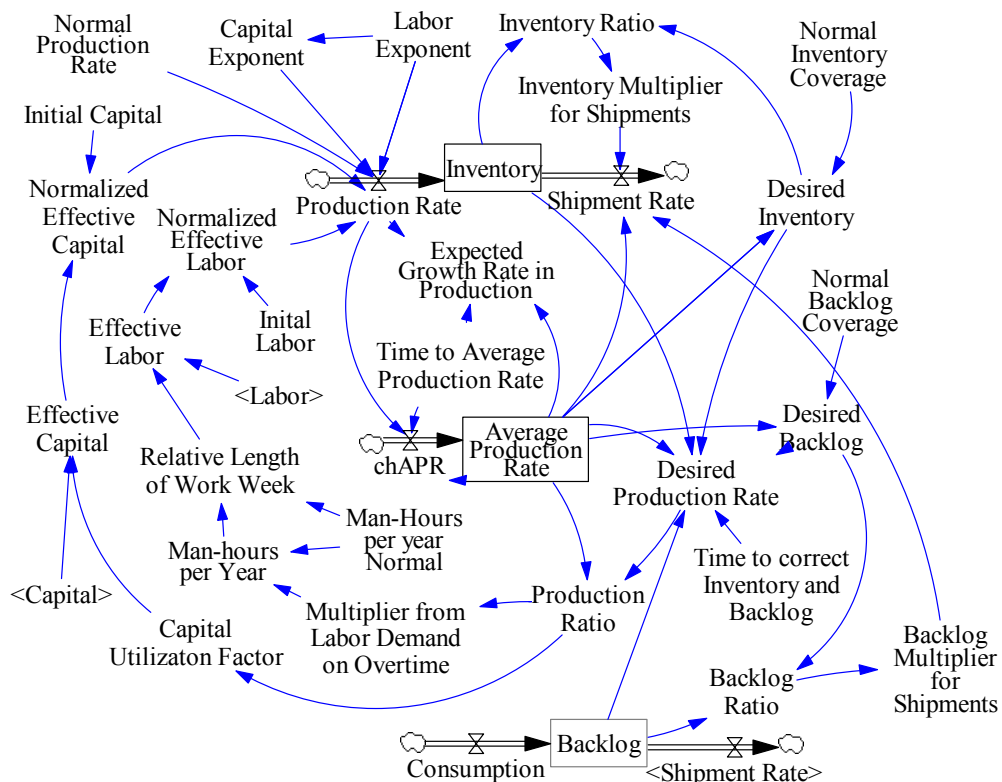 Normal
Production
Rate
Capital
Exponent
Labor
Exponent
Inventory Ratio
Normal
Inventory
Coverage
Initial Capital
Inventory Multiplier
for Shipments
Inventory
Normalized
Effective
Capital
Normalized
Effective
Labor
Production Rate
Shipment Rate
Desired
Inventory
Expected
Growth Rate in
Production
Effective
Labor
Inital
Labor
Normal
Backlog
Coverage
Time to Average
Production Rate
<Labor>
Effective
Capital
chAPR
Average
Production
Rate
Desired
Backlog
Relative Length
of Work Week
Desired
Production Rate
Man-hours
per Year
Man-Hours
per year
Normal
Time to correct
Inventory and
Backlog
<Capital>
Capital
Utilizaton Factor
Multiplier from
Labor Demand
on Overtime
Production
Ratio
Backlog
Ratio
Backlog
Multiplier
for
Shipments
Consumption
Backlog
<Shipment Rate>